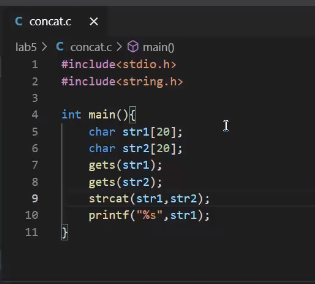 concat.c
lab5 > concat.c > main()
1 #include<stdio.h>
2 #include<string.h>
3
4 int main(){
5 char str1[20];
6 char str2[20];
7 gets(str1);
8 gets(str2);
9 strcat(str1,str2);
10 printf("%s",str1);
11 }